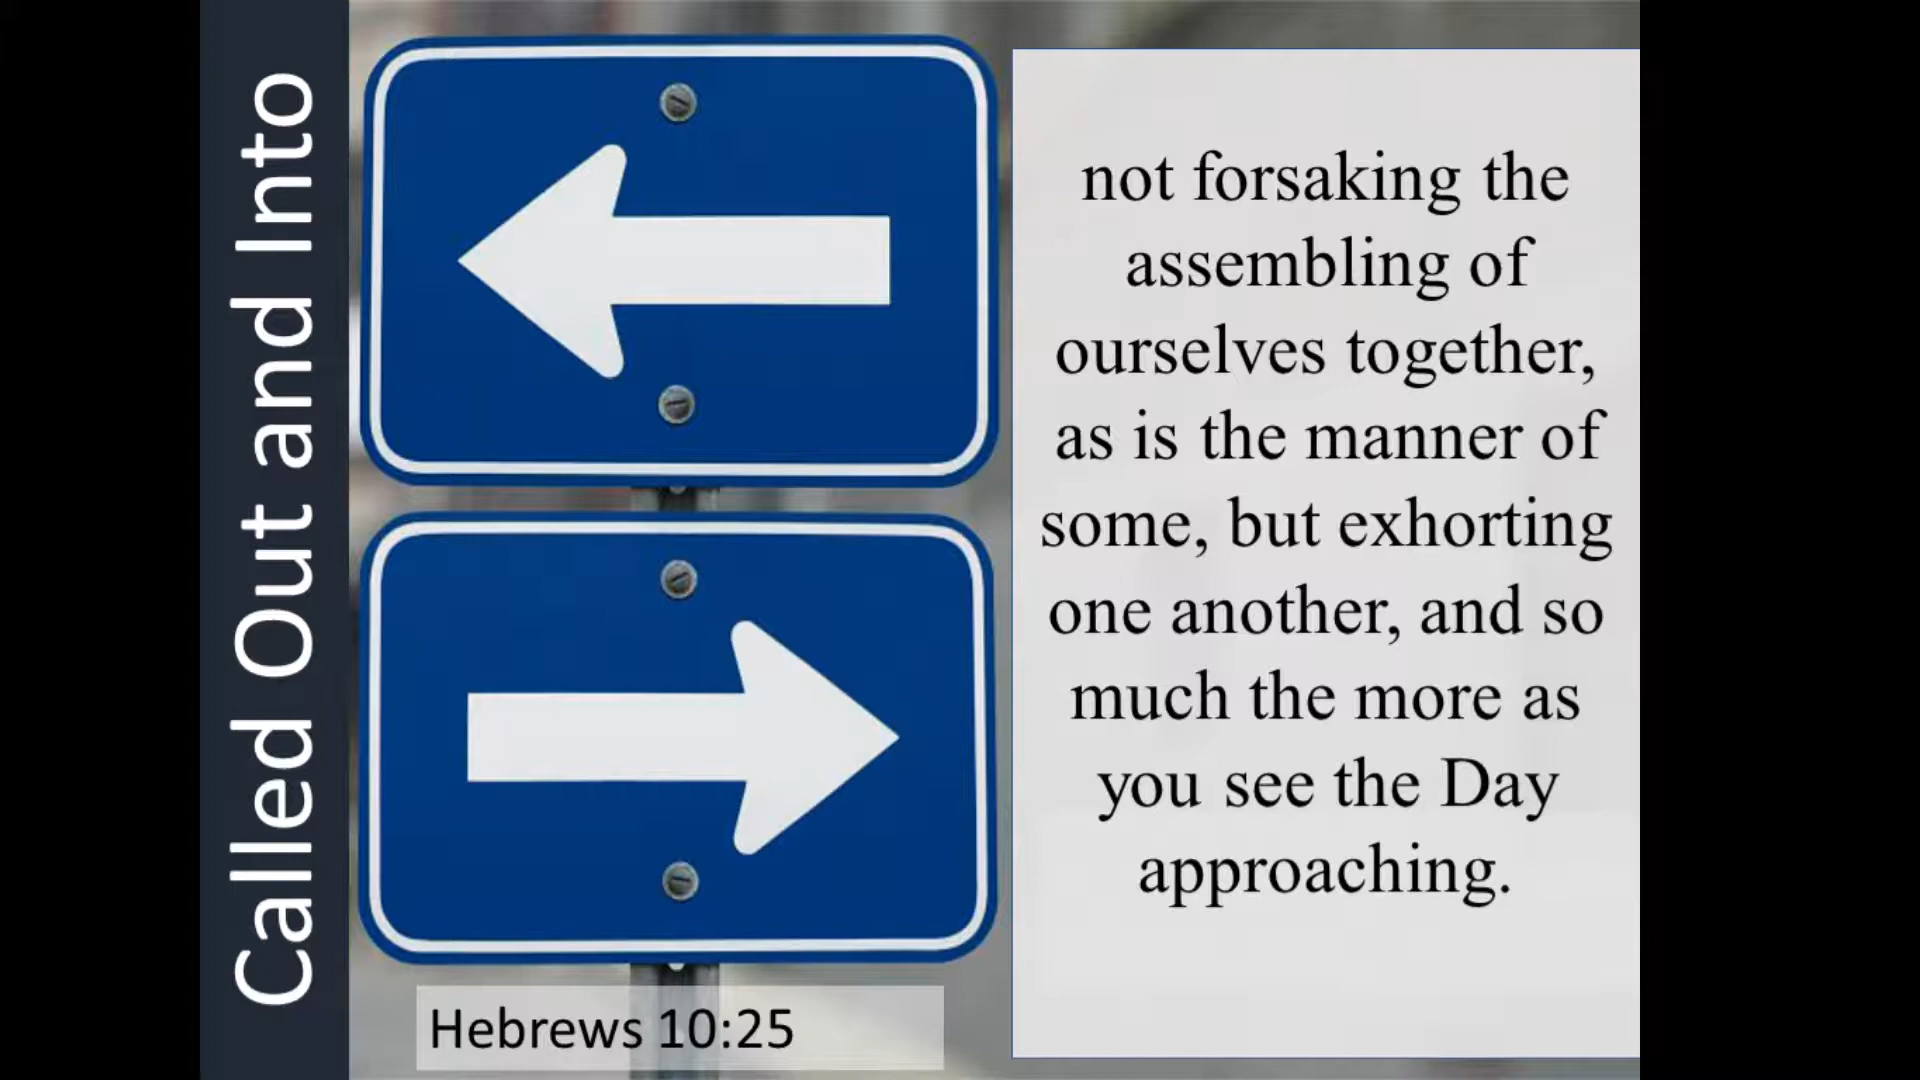 Called Out and Into
not forsaking the
assembling of
ourselves together,
as is the manner of
some, but exhorting
one another, and so
much the more as
you see the Day
approaching.
Hebrews 10:25